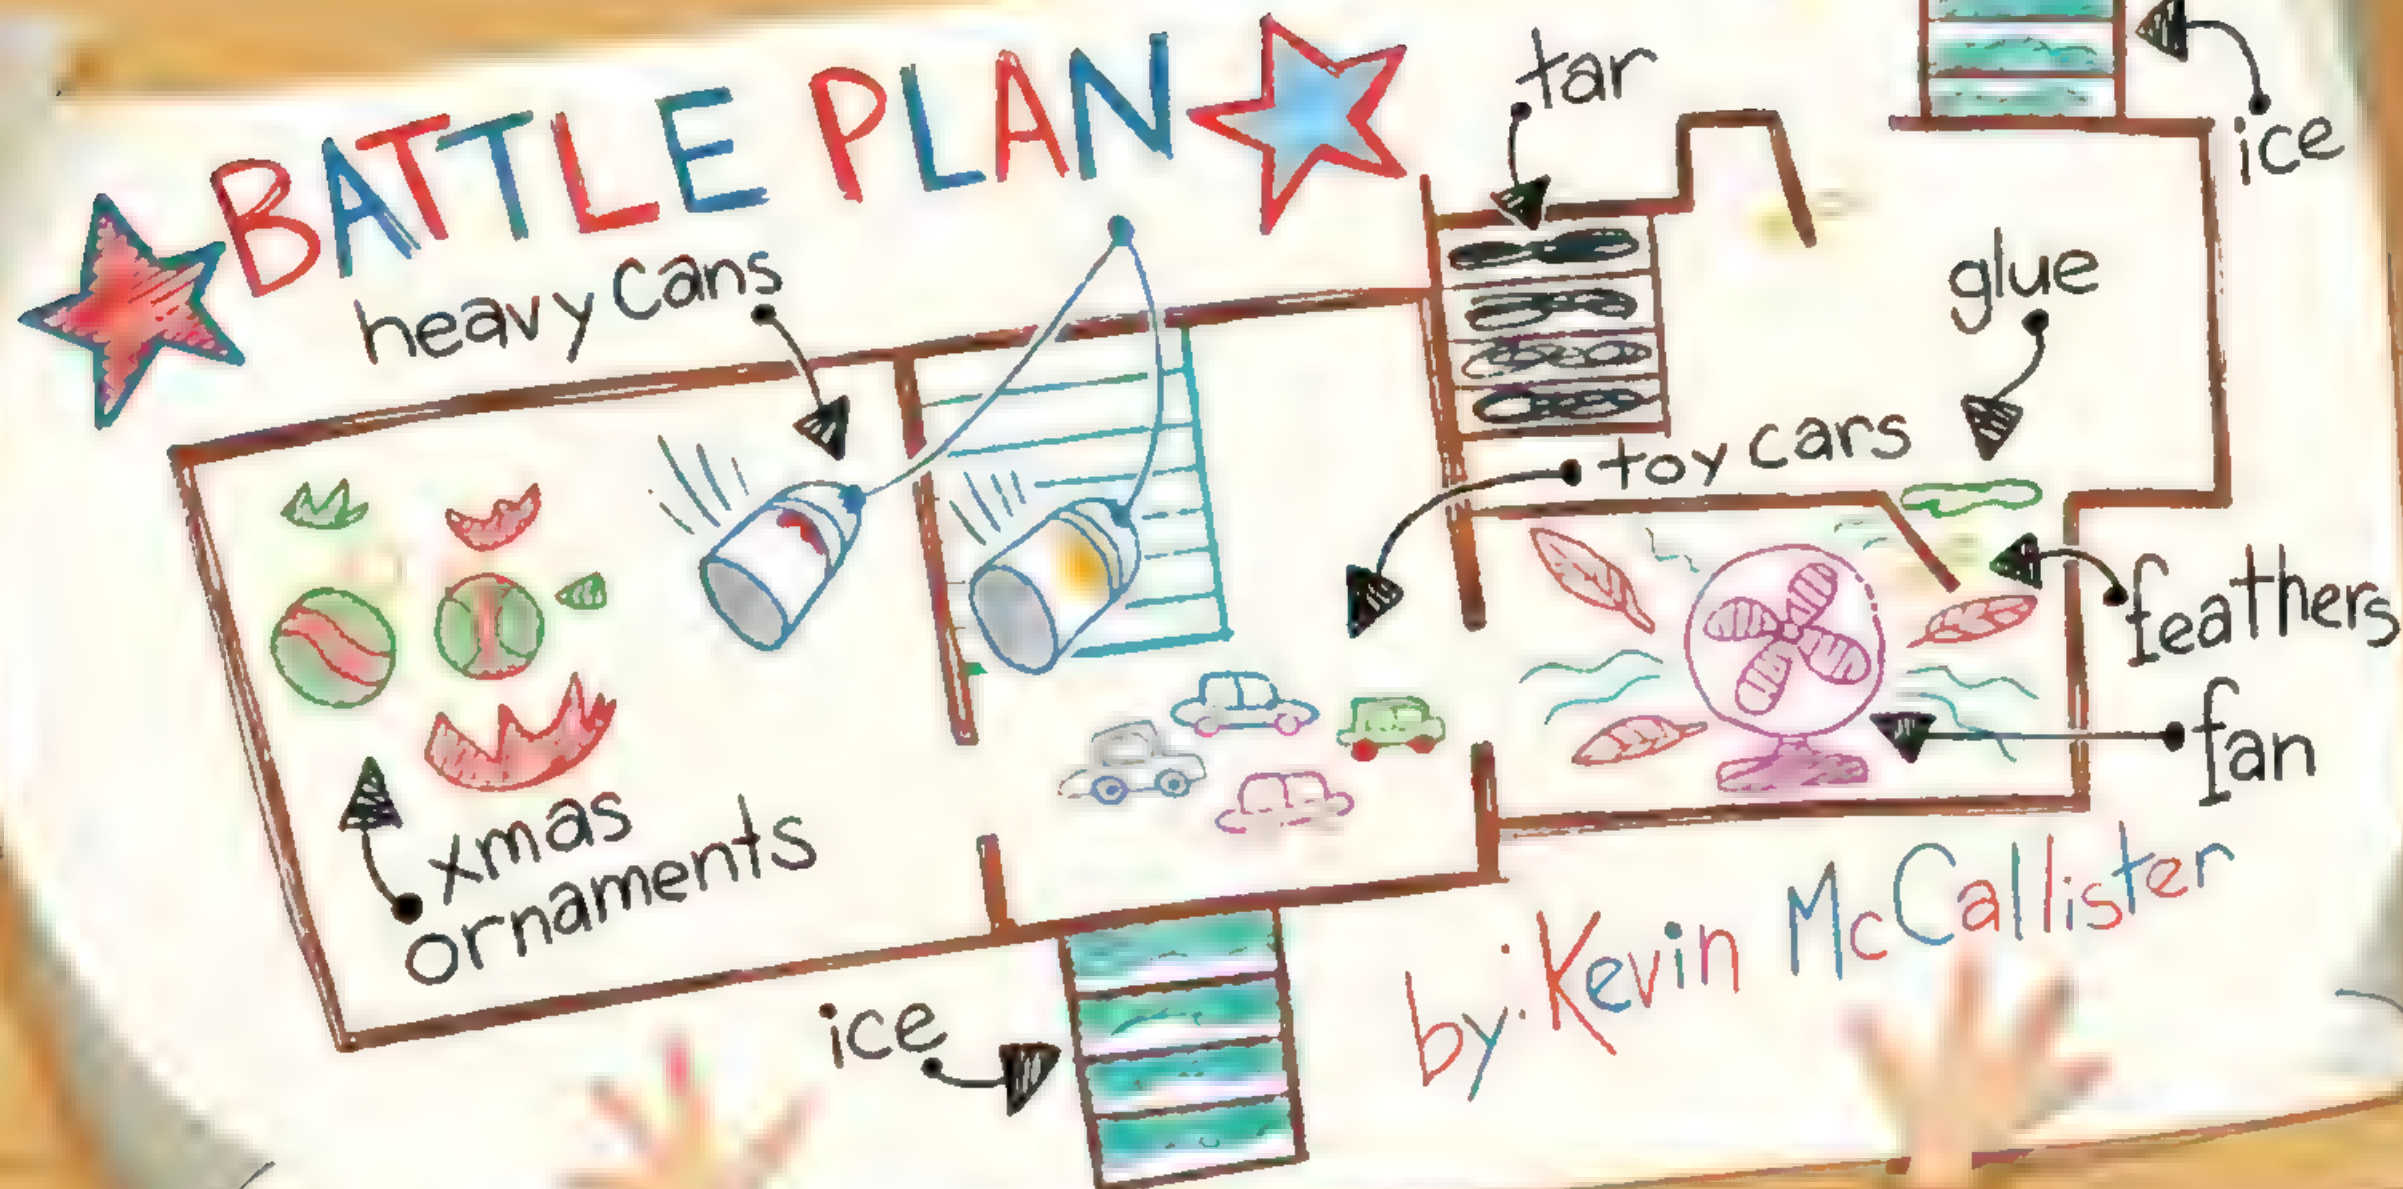 BATTLE PLAN
tar
ice
heavy cans
glue
toy cars
feathers
fan
xmas
ornaments
ice
by: Kevin McCallister